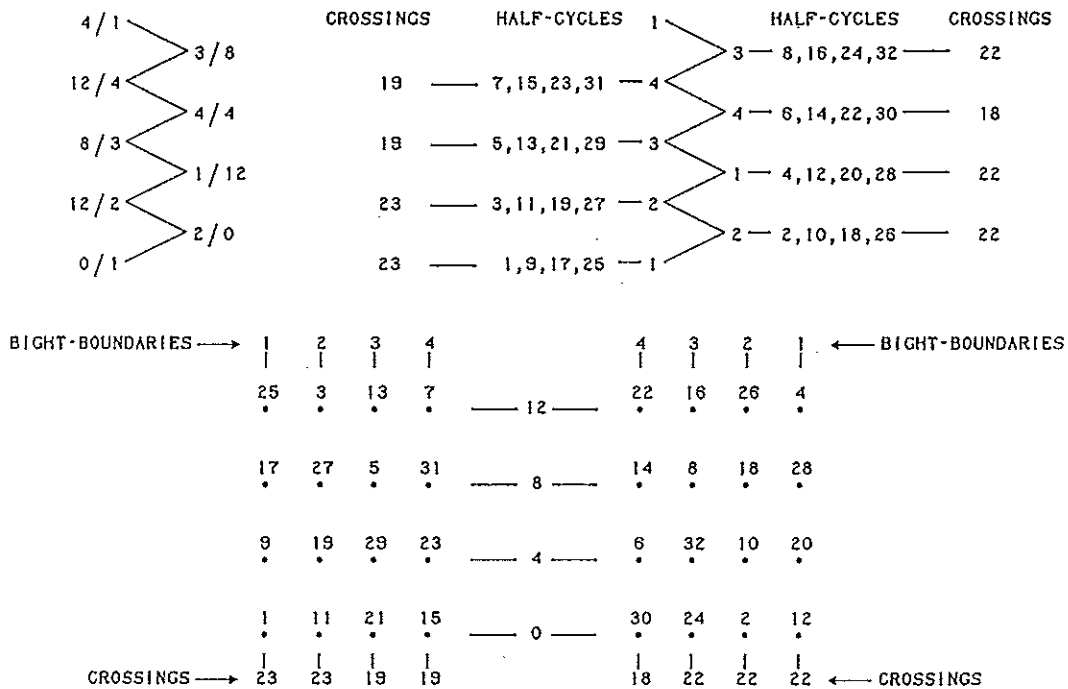 4/1 CROSSINGS HALF-CYCLES 1 HALF-CYCLES CROSSINGS
3/8 3 8,16,24,32 22
12/4 19 7,15,23,31 4
4/4 4 6,14,22,30 18
8/3 19 5,13,21,29 3
1/12 1 4,12,20,28 22
12/2 23 3,11,19,27 2
2/0 2 2,10,18,26 22
0/1 23 1,9,17,25 1
BIGHT-BOUNDARIES 1 2 3 4 4 3 2 1 BIGHT-BOUNDARIES
25 3 13 7 22 16 26 4
12
17 27 5 31 14 8 18 28
8
9 19 29 23 6 32 10 20
4
1 11 21 15 30 24 2 12
0
CROSSINGS 23 23 19 19 18 22 22 22 CROSSINGS